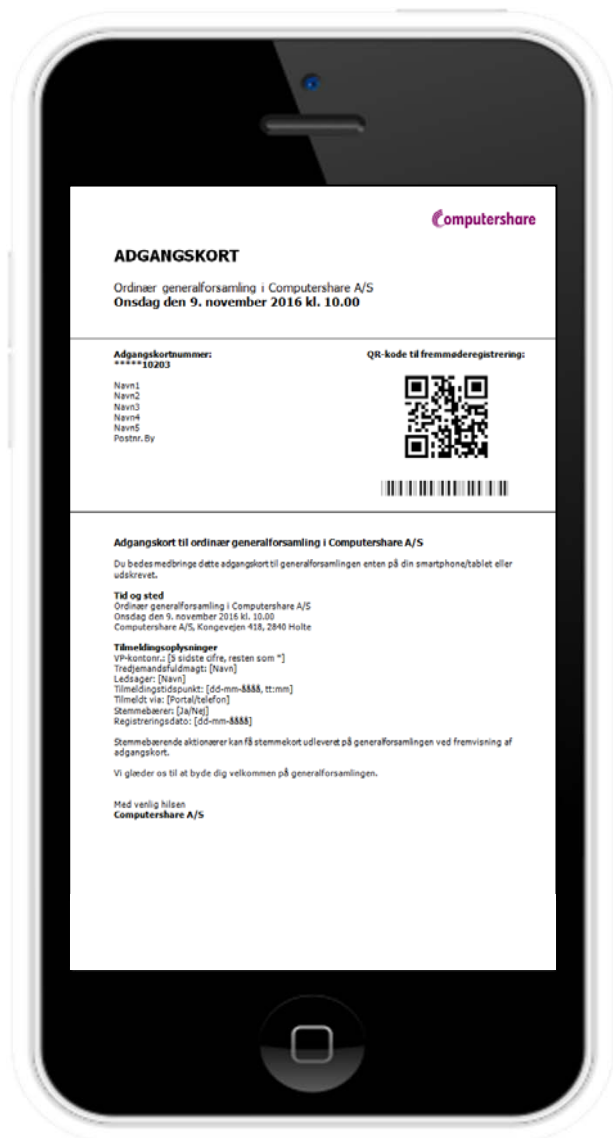 Computershare
ADGANGSKORT
Ordinær generalforsamling i Computershare A/S
Onsdag den 9. november 2016 kl. 10.00
Adgangskortnummer:
*****10203
QR-kode til fremmøderegistrering:
Navn1
Navn2
Navn3
Navn4
Navn5
Postnr. By
Adgangskort til ordinær generalforsamling i Computershare A/S
Du bedes medbringe dette adgangskort til generalforsamlingen enten på din smartphone/tablet eller
udskrevet.
Tid og sted
Ordinær generalforsamling i Computershare A/S
Onsdag den 9. november 2016 kl. 10.00
Computershare A/S, Kongevejen 418, 2840 Holte
Tilmeldingsoplysninger
VP-kontonr.: [5 sidste cifre, resten som *]
Tredjemandsfuldmagt: [Navn]
Ledsager: [Navn]
Tilmeldingstidspunkt: [dd-mm-åååå, tt:mm]
Tilmeldt via: [Portal/telefon]
Stemmebærer: [Ja/Nej]
Registreringsdato: [dd-mm-åååå]
Stemmebærende aktionærer kan få stemmekort udleveret på generalforsamlingen ved fremvisning af
adgangskort.
Vi glæder os til at byde dig velkommen på generalforsamlingen.
Med venlig hilsen
Computershare A/S